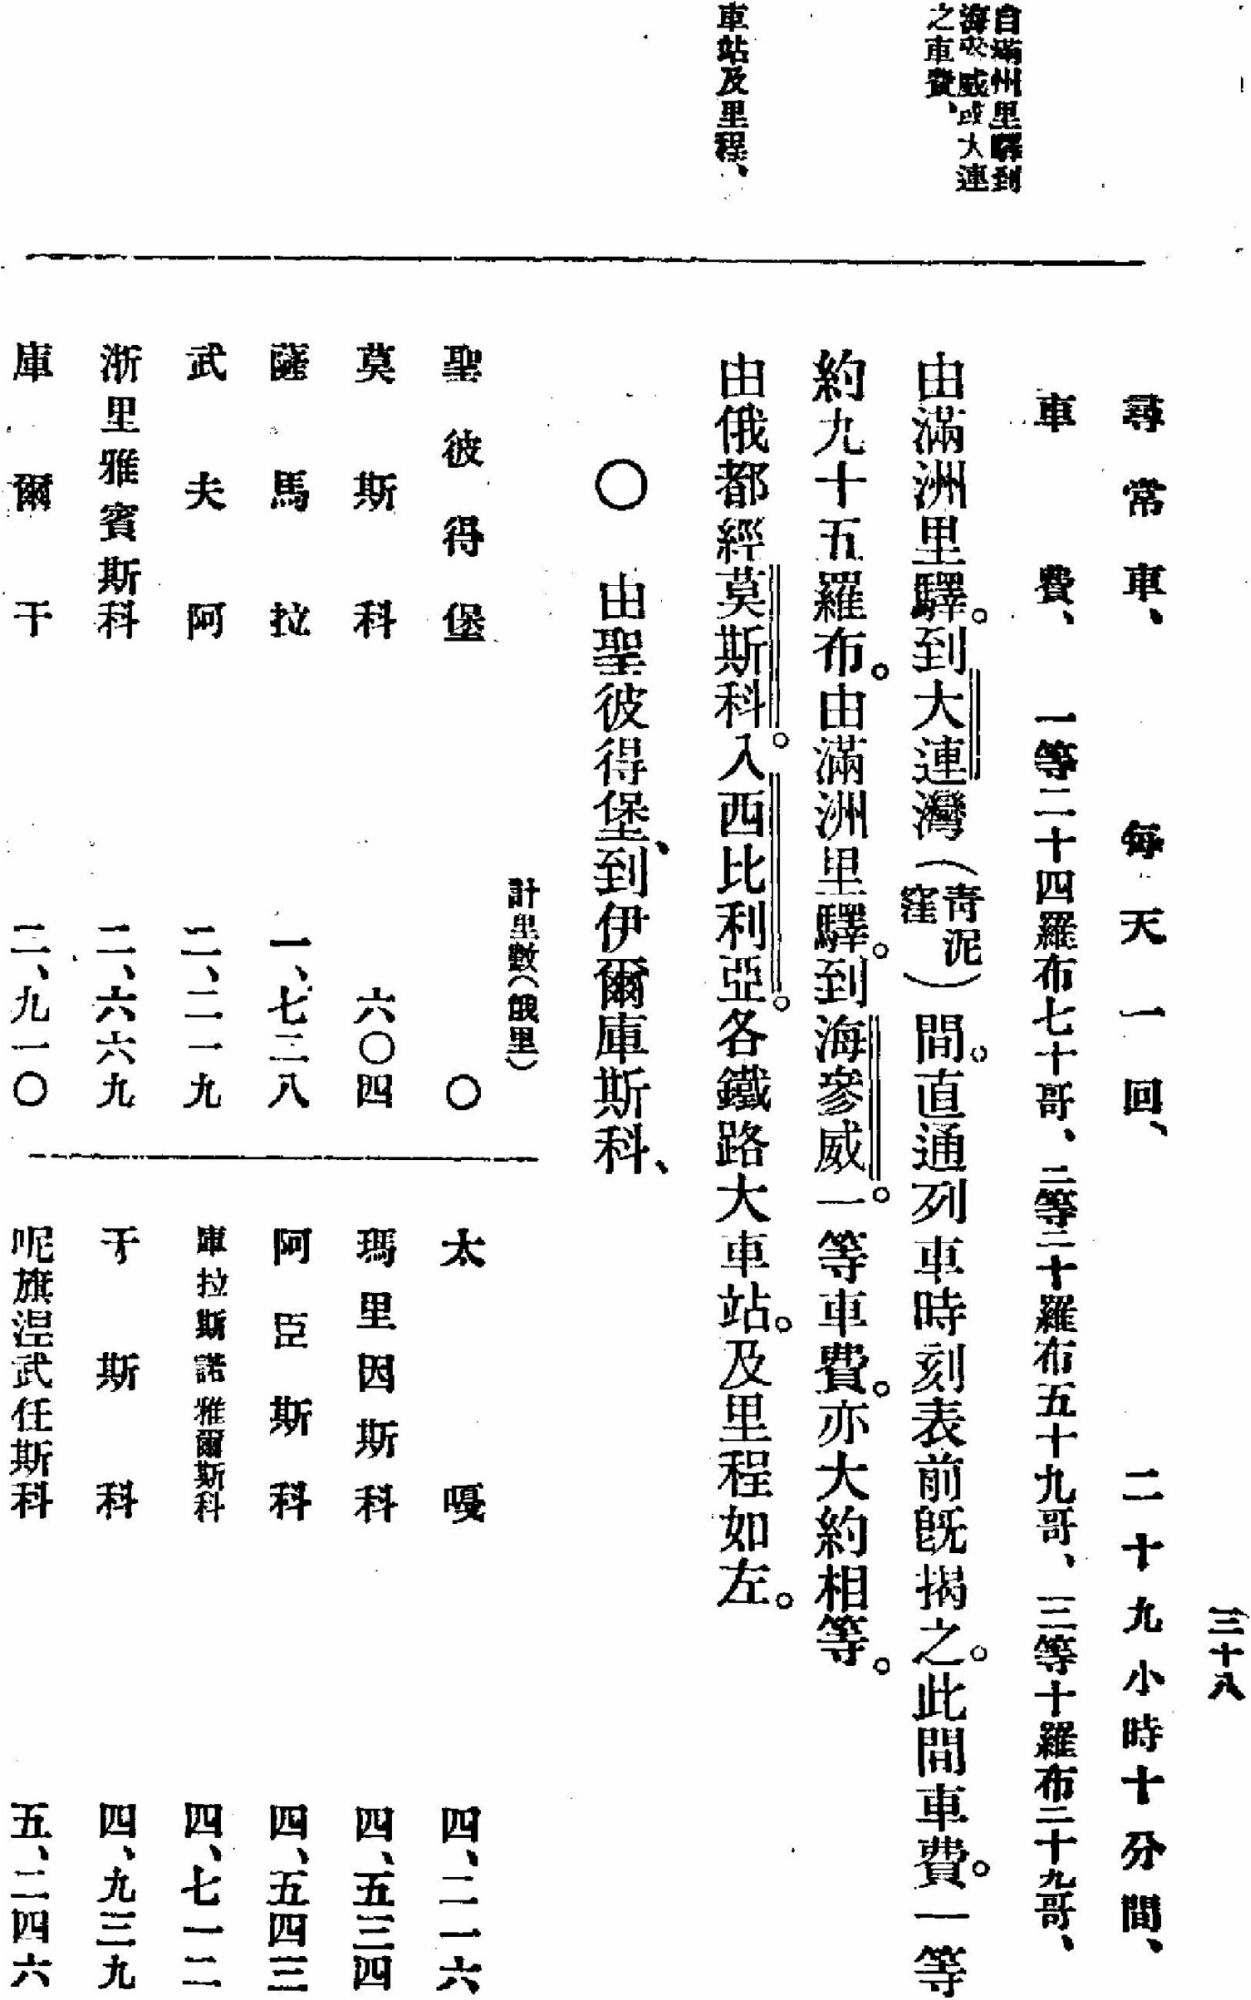 三十八
尋常車、每天一回、二十九小時十分間、
車費、一等二十四羅布七十哥、二等二十羅布五十九哥、三等十羅布二十九哥、
自滿州里驛到
海參威或大連
之車費、
由滿洲里驛。到大連灣(青泥窪)間。直通列車時刻表前既揭之。此間車費。一等
約九十五羅布。由滿洲里驛。到海參威。一等車費。亦大約相等。
車站及里程、
由俄都經莫斯科。入西比利亞。各鐵路大車站。及里程如左。
〇由聖彼得堡、到伊爾庫斯科、
計里數(俄里)
聖彼得堡 〇
莫斯科 六〇四
薩馬拉 一、七二八
武夫阿 二、二一九
浙里雅賓斯科 二、六六九
庫爾干 二、九一〇
太嘎 四、二一六
瑪里因斯科 四、五三四
阿臣斯科 四、五四三
庫拉斯諾雅爾斯科 四、七一二
干斯科 四、九三九
呢旗涅武任斯科 五、二四六